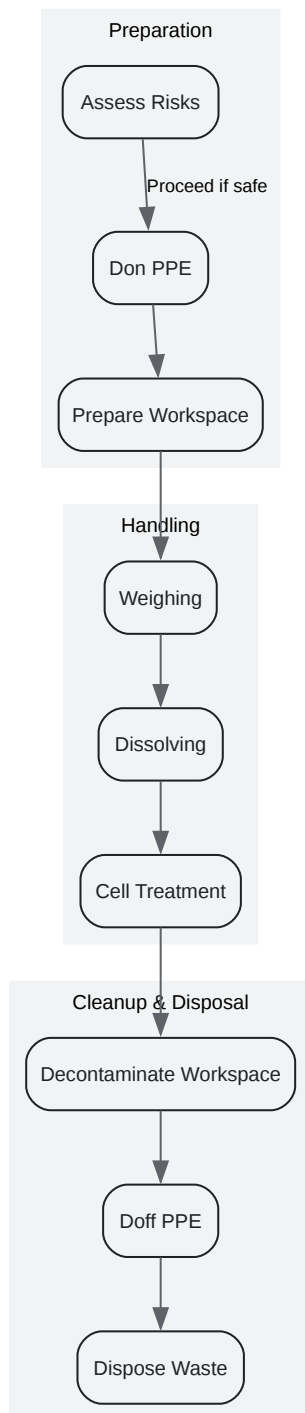 Preparation
Assess Risks
Proceed if safe
Don PPE
Prepare Workspace
Handling
Weighing
Dissolving
Cell Treatment
Cleanup & Disposal
Decontaminate Workspace
Doff PPE
Dispose Waste